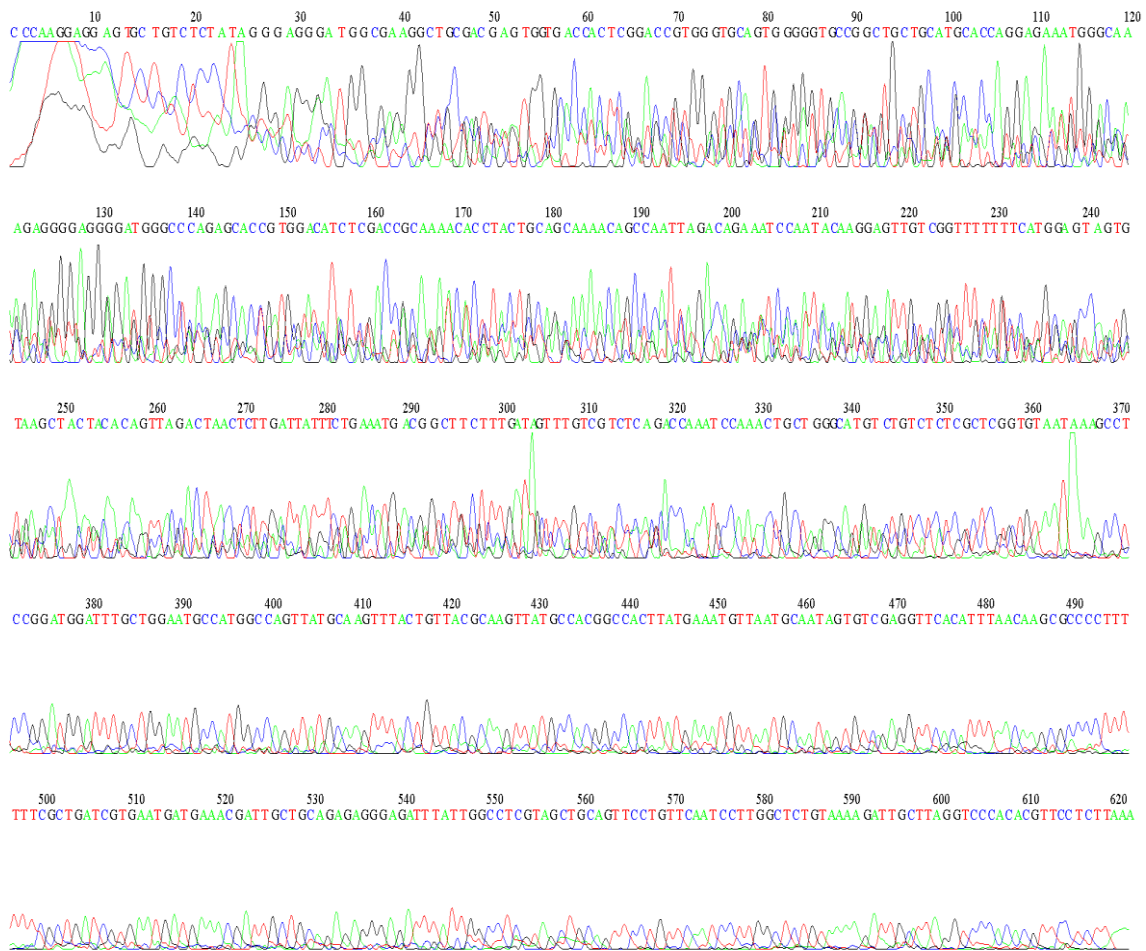 10 20 30 40 50 60 70 80 90 100 110 120
CCCAAGGAGGAGTGCTGTCTCTATAGGGAGGGATGGCGAAGGCTGCGACGAGTGGTGACCACTCGGACCGTGGGTGCAGTGGGGGTGCCGGCTGCTGCATGCACCAGGAGAAATGGGCAA
130 140 150 160 170 180 190 200 210 220 230 240
AGAGGGGAGGGGATGGGCCCAGAGCACCGTGGACATCTCGACCGCAAAACACCTACTGCAGCAAAACAGCCAATTAGACAGAAATCCAATACAAGGAGTTGTCGGTTTTTTTCATGGAGTAGTG
250 260 270 280 290 300 310 320 330 340 350 360 370
TAAGCTACTACACAGTTAGACTAACTCTTGATTATTTCTGAAATGACGGCTTCTTTGATAGTTTGTCGTCTCAGACCAAATCCAAACTGCTGGGCATGTCTGTCTCTCGCTCGGTGTAATAAAGCCT
380 390 400 410 420 430 440 450 460 470 480 490
CCGGATGGATTTGCTGGAATGCCATGGCCAGTTATGCAAGTTTACTGTTACGCAAGTTATGCCACGGCCACTTATGAAATGTTAATGCAATAGTGTCGAGGTTCACATTTAACAAGCGCCCCTTT
500 510 520 530 540 550 560 570 580 590 600 610 620
TTTCGCTGATCGTGAATGATGAAACGATTGCTGCAGAGAGGGAGATTTATTGGCCTCGTAGCTGCAGTTCCTGTTCAATCCTTGGCTCTGTAAAAGATTGCTTAGGTCCCACACGTTCCTCTTAAA